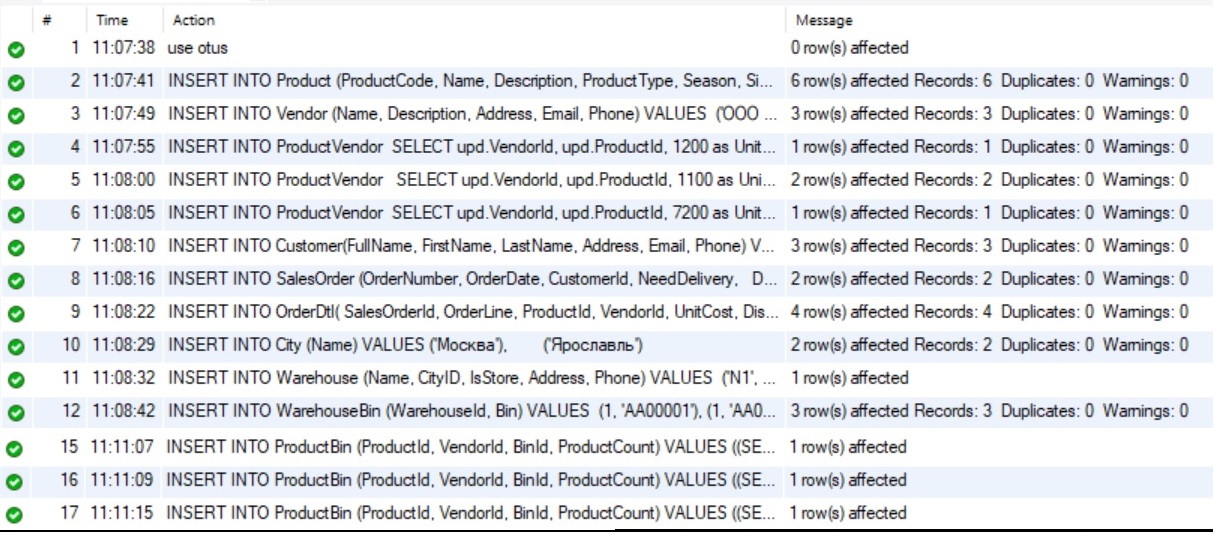 # Time Action Message
1 11:07:38 use otus 0 row(s) affected
2 11:07:41 INSERT INTO Product (ProductCode, Name, Description, ProductType, Season, Si... 6 row(s) affected Records: 6 Duplicates: 0 Warnings: 0
3 11:07:49 INSERT INTO Vendor (Name, Description, Address, Email, Phone) VALUES ('ООО ... 3 row(s) affected Records: 3 Duplicates: 0 Warnings: 0
4 11:07:55 INSERT INTO ProductVendor SELECT upd.VendorId, upd.ProductId, 1200 as Unit... 1 row(s) affected Records: 1 Duplicates: 0 Warnings: 0
5 11:08:00 INSERT INTO ProductVendor SELECT upd.VendorId, upd.ProductId, 1100 as Uni... 2 row(s) affected Records: 2 Duplicates: 0 Warnings: 0
6 11:08:05 INSERT INTO ProductVendor SELECT upd.VendorId, upd.ProductId, 7200 as Unit... 1 row(s) affected Records: 1 Duplicates: 0 Warnings: 0
7 11:08:10 INSERT INTO Customer(FullName, FirstName, LastName, Address, Email, Phone) V... 3 row(s) affected Records: 3 Duplicates: 0 Warnings: 0
8 11:08:16 INSERT INTO SalesOrder (OrderNumber, OrderDate, CustomerId, NeedDelivery, D... 2 row(s) affected Records: 2 Duplicates: 0 Warnings: 0
9 11:08:22 INSERT INTO OrderDtl( SalesOrderId, OrderLine, ProductId, VendorId, UnitCost, Dis... 4 row(s) affected Records: 4 Duplicates: 0 Warnings: 0
10 11:08:29 INSERT INTO City (Name) VALUES ('Москва'), ('Ярославль') 2 row(s) affected Records: 2 Duplicates: 0 Warnings: 0
11 11:08:32 INSERT INTO Warehouse (Name, CityID, IsStore, Address, Phone) VALUES ('N1', ... 1 row(s) affected
12 11:08:42 INSERT INTO WarehouseBin (WarehouseId, Bin) VALUES (1, 'AA00001'), (1, 'AA0... 3 row(s) affected Records: 3 Duplicates: 0 Warnings: 0
15 11:11:07 INSERT INTO ProductBin (ProductId, VendorId, BinId, ProductCount) VALUES ((SE... 1 row(s) affected
16 11:11:09 INSERT INTO ProductBin (ProductId, VendorId, BinId, ProductCount) VALUES ((SE... 1 row(s) affected
17 11:11:15 INSERT INTO ProductBin (ProductId, VendorId, BinId, ProductCount) VALUES ((SE... 1 row(s) affected